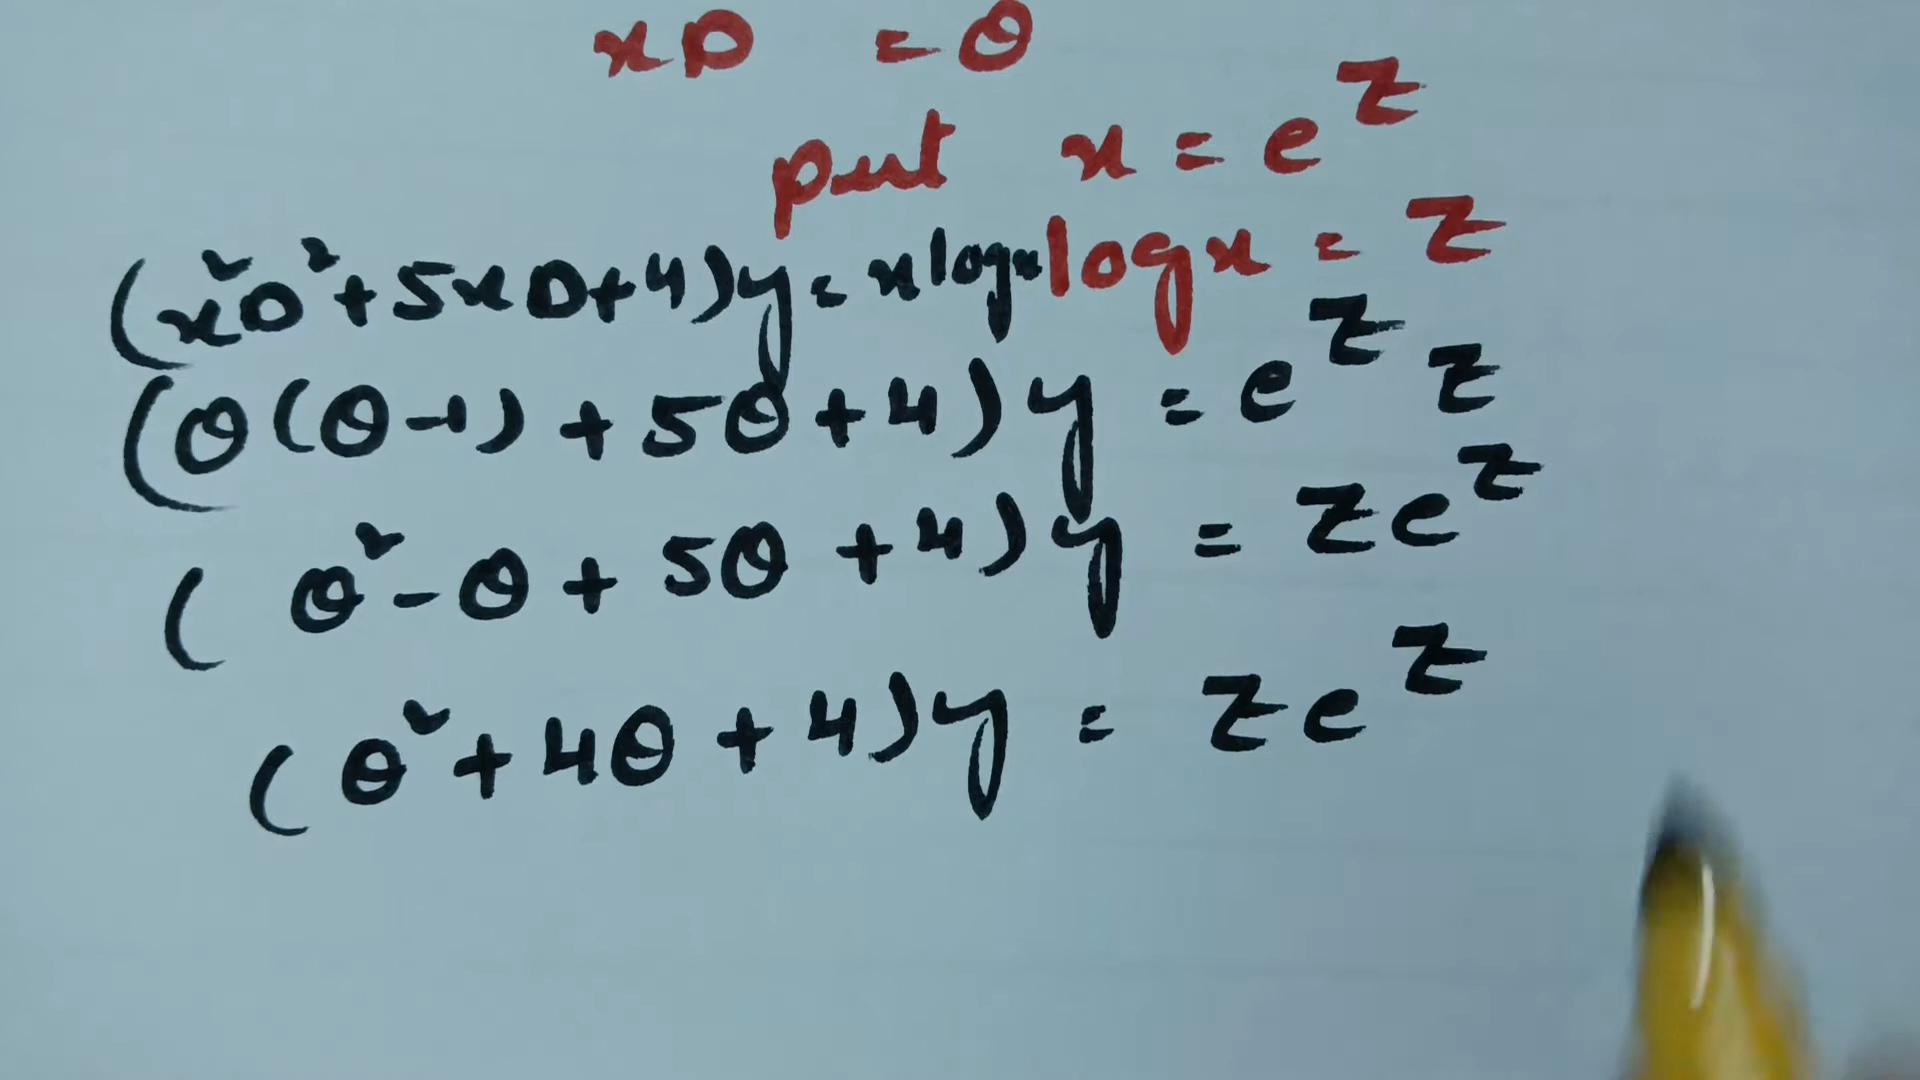 xD = θ
put x = e^z
log x = z
(x²D² + 5xD + 4)y = x log x
(θ(θ-1) + 5θ + 4)y = e^z z
(θ² - θ + 5θ + 4)y = ze^z
(θ² + 4θ + 4)y = ze^z